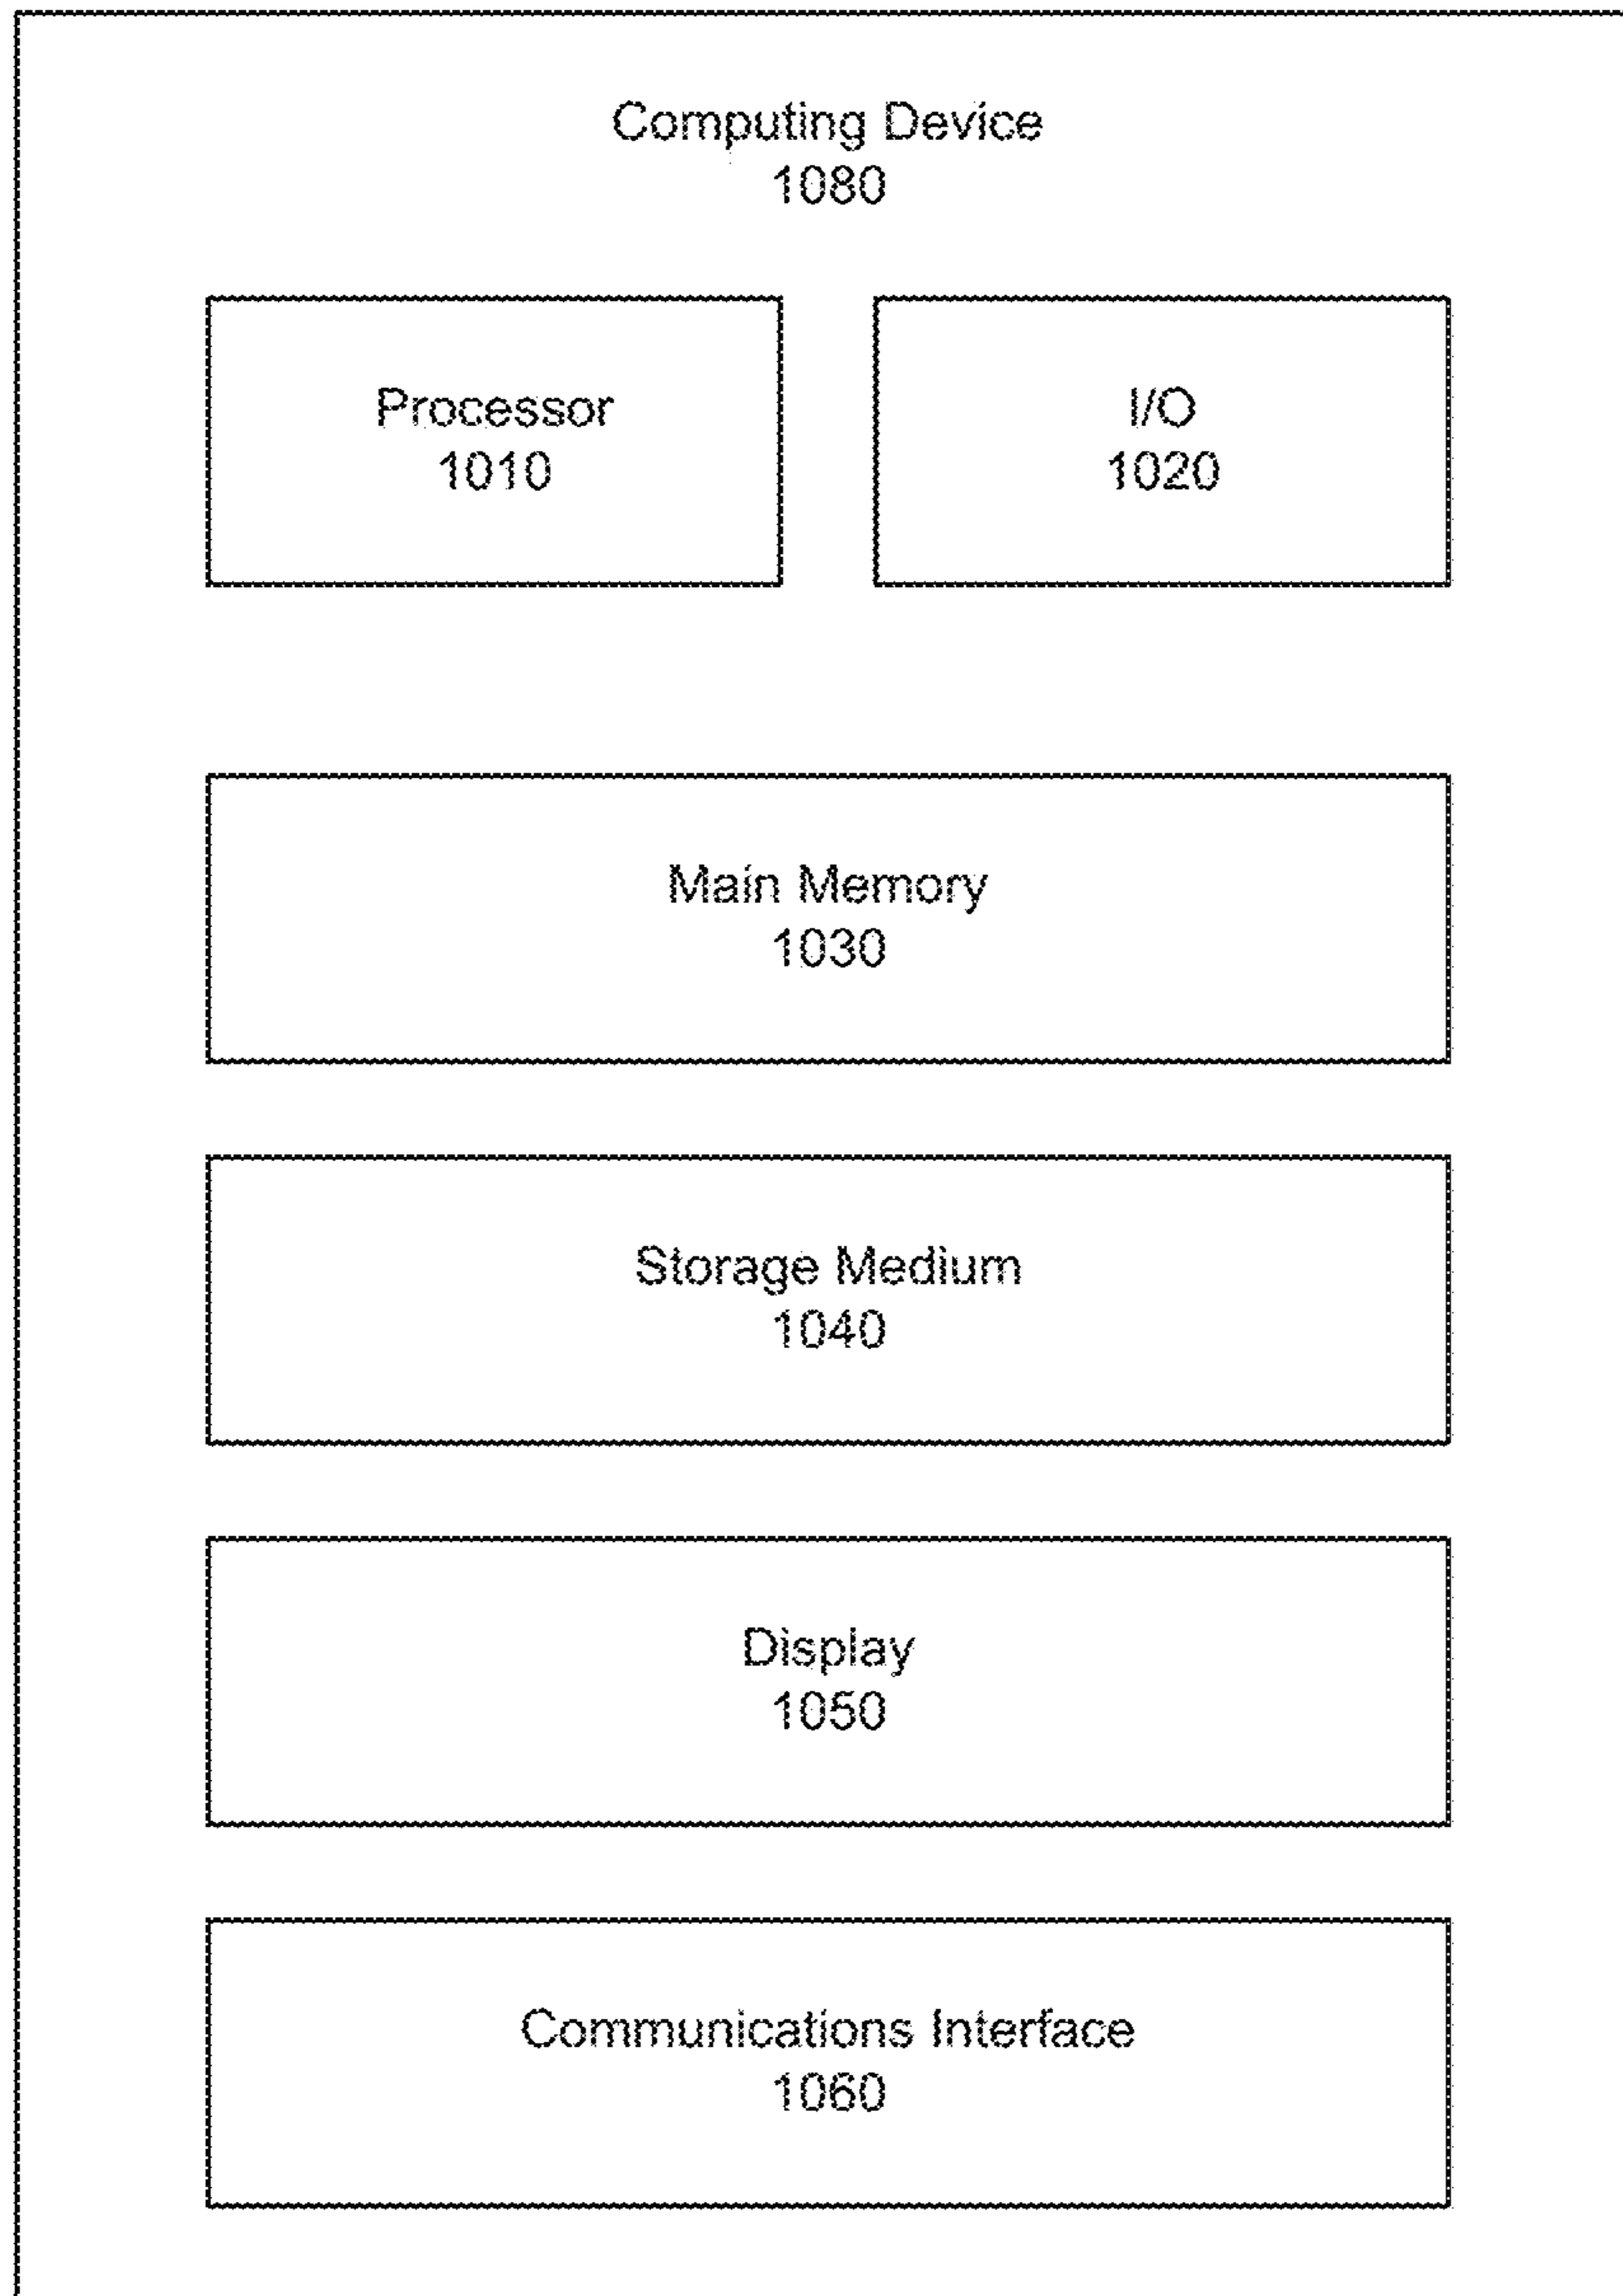 Computing Device
1080
Processor
1010
I/O
1020
Main Memory
1030
Storage Medium
1040
Display
1050
Communications Interface
1060